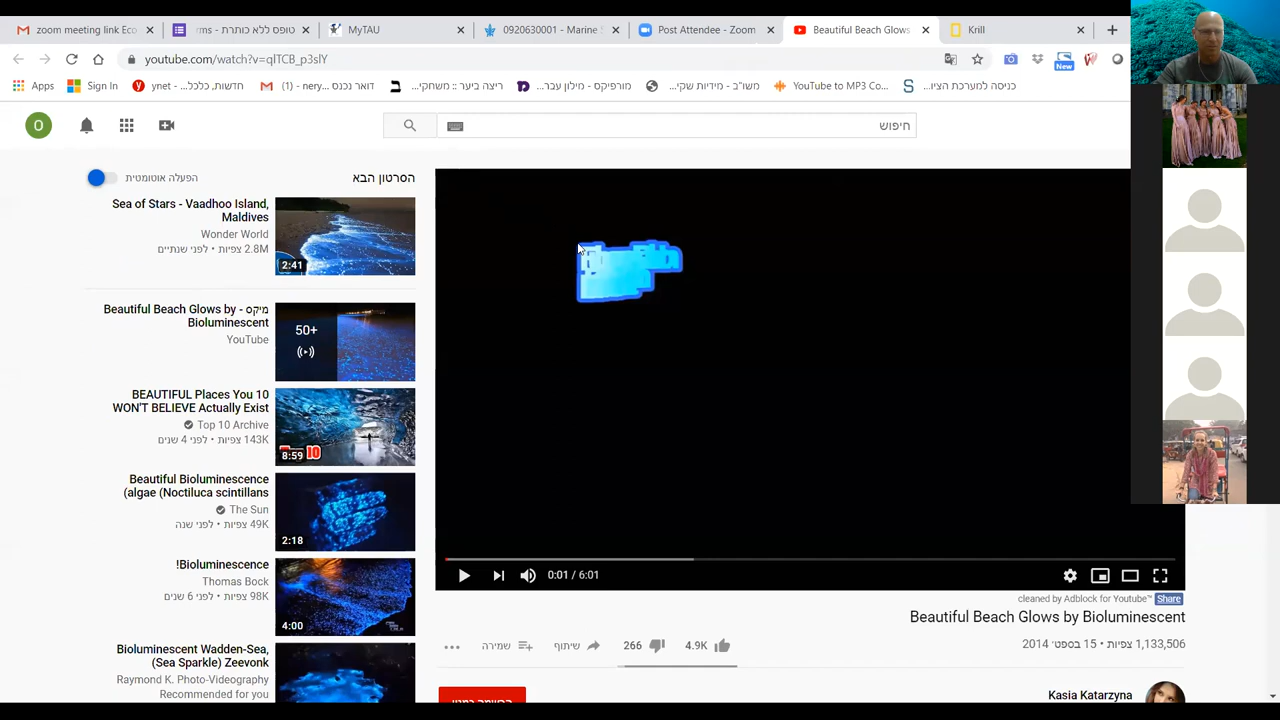 zoom meeting link Eco
טופס ללא כותרת - rms
MyTAU
0920630001 - Marine
Post Attendee - Zoom
Beautiful Beach Glows
Krill
youtube.com/watch?v=qITCB_p3slY
New
Apps
Sign In
ynet - חדשות, כלכל...
דואר נכנס (1) - nery...
ריצה ביער :: משחקי...
מורפיקס - מילון עבר...
משו"ב - מידיות שקי...
YouTube to MP3 Co...
כניסה למערכת הציו...
O
חיפוש
הסרטון הבא
הפעלה אוטומטית
Sea of Stars - Vaadhoo Island,
Maldives
Wonder World
2.8M צפיות • לפני שנתיים
2:41
מיקס - Beautiful Beach Glows by
Bioluminescent
YouTube
50+
BEAUTIFUL Places You 10
WON'T BELIEVE Actually Exist
Top 10 Archive
143K צפיות • לפני 4 שנים
10
8:59
Beautiful Bioluminescence
(algae (Noctiluca scintillans
The Sun
49K צפיות • לפני שנה
2:18
!Bioluminescence
Thomas Bock
98K צפיות • לפני 6 שנים
4:00
Bioluminescent Wadden-Sea,
(Sea Sparkle) Zeevonk
Raymond K. Photo-Videography
Recommended for you
0:01 / 6:01
cleaned by Adblock for Youtube™ Share
Beautiful Beach Glows by Bioluminescent
1,133,506 צפיות • 15 בספט׳ 2014
4.9K
266
שיתוף
שמירה
Kasia Katarzyna